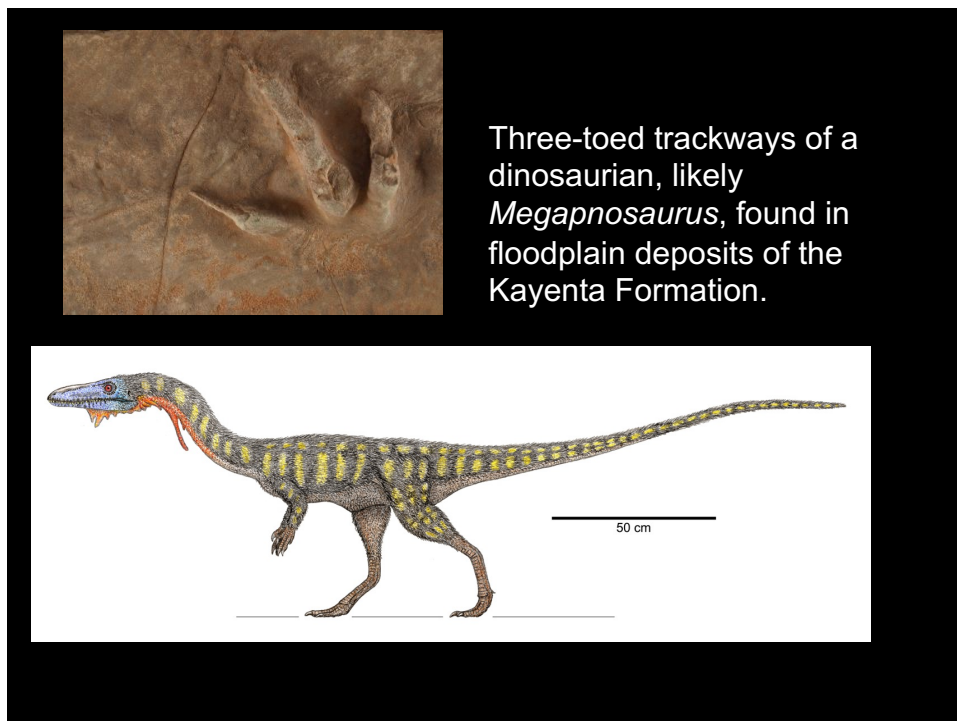 Three-toed trackways of a
dinosaurian, likely
Megapnosaurus, found in
floodplain deposits of the
Kayenta Formation.
50 cm